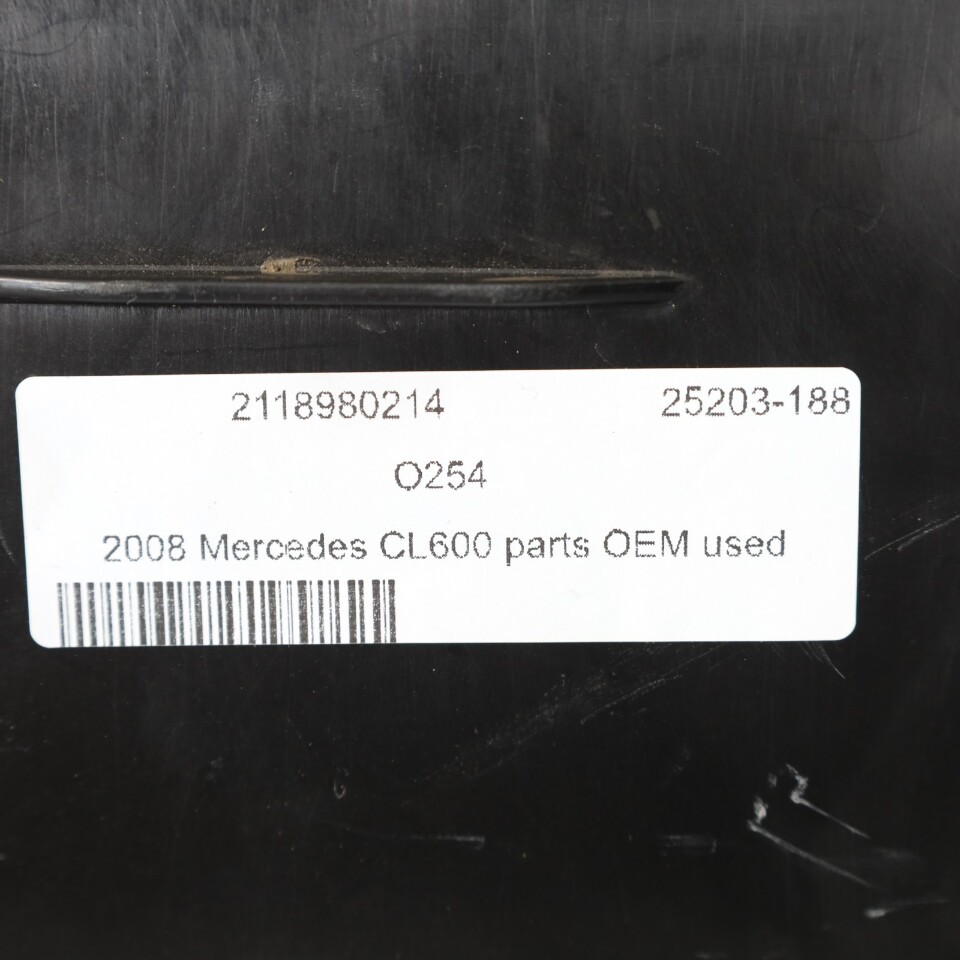 2118980214 25203-188
O254
2008 Mercedes CL600 parts OEM used